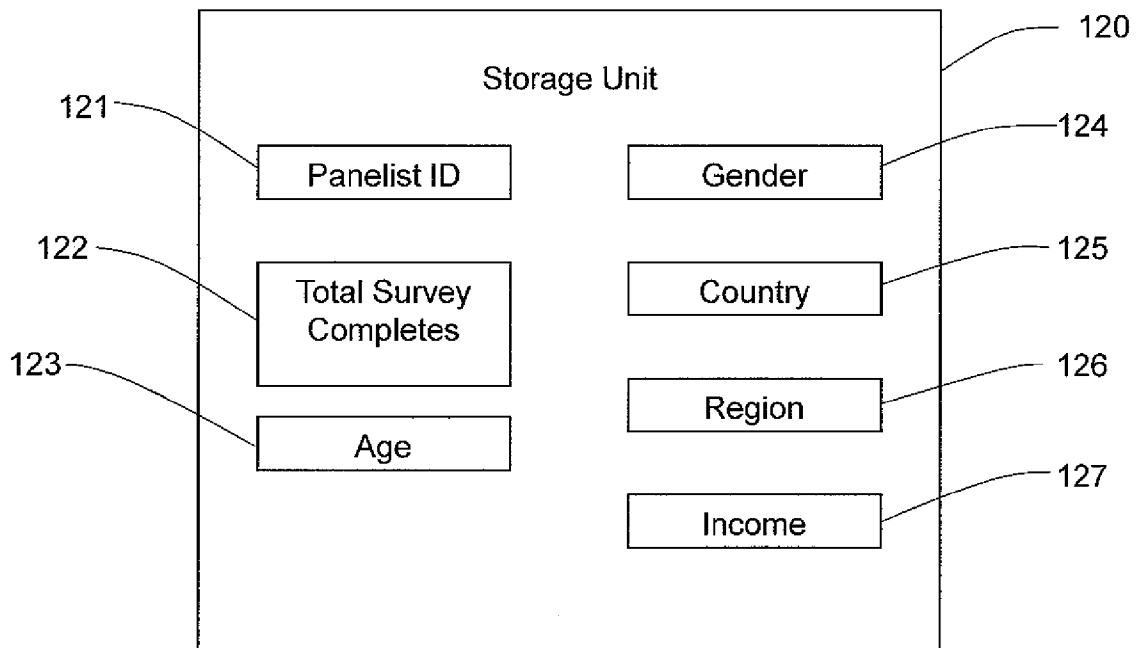 120
Storage Unit
121
Panelist ID
124
Gender
122
Total Survey
Completes
125
Country
123
Age
126
Region
127
Income